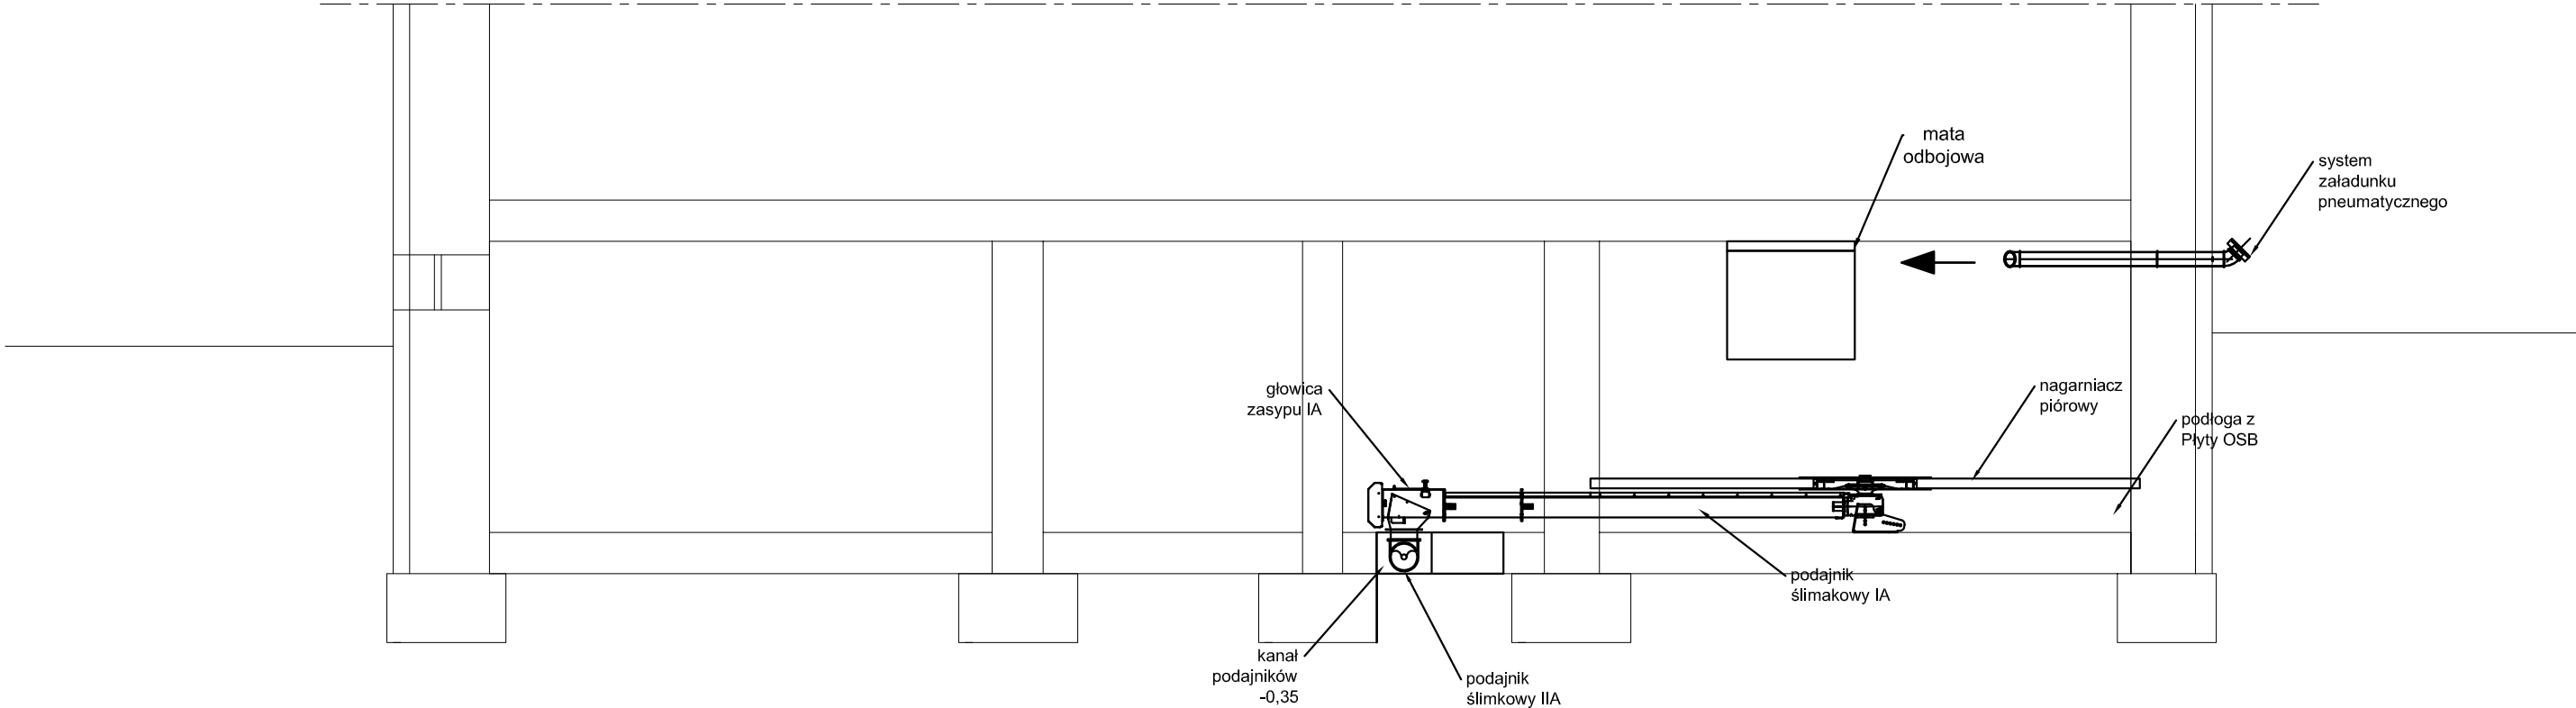 mata
odbojowa
system
załadunku
pneumatycznego
głowica
zasypu IA
nagarniacz
piórowy
podłoga z
Płyty OSB
podajnik
ślimakowy IA
kanał
podajników
-0,35
podajnik
ślimkowy IIA